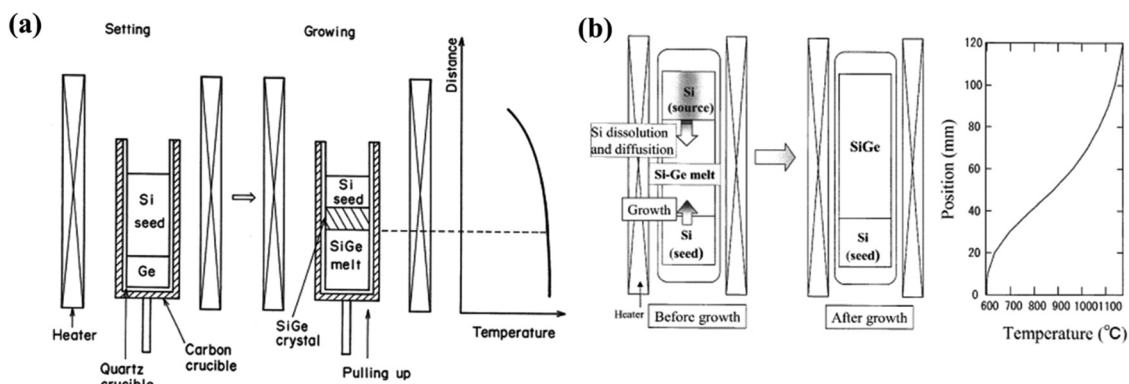 (a)
Setting
Growing
Si
seed
Ge
Heater
Quartz
crucible
Carbon
crucible
Si
seed
SiGe
melt
SiGe
crystal
Pulling up
Distance
Temperature
(b)
Si
(source)
Si dissolution
and diffusition
Si-Ge melt
Growth
Si
(seed)
Heater
Before growth
SiGe
Si
(seed)
After growth
Position (mm)
120
100
80
60
40
20
0
600 700 800 900 1000 1100
Temperature (°C)